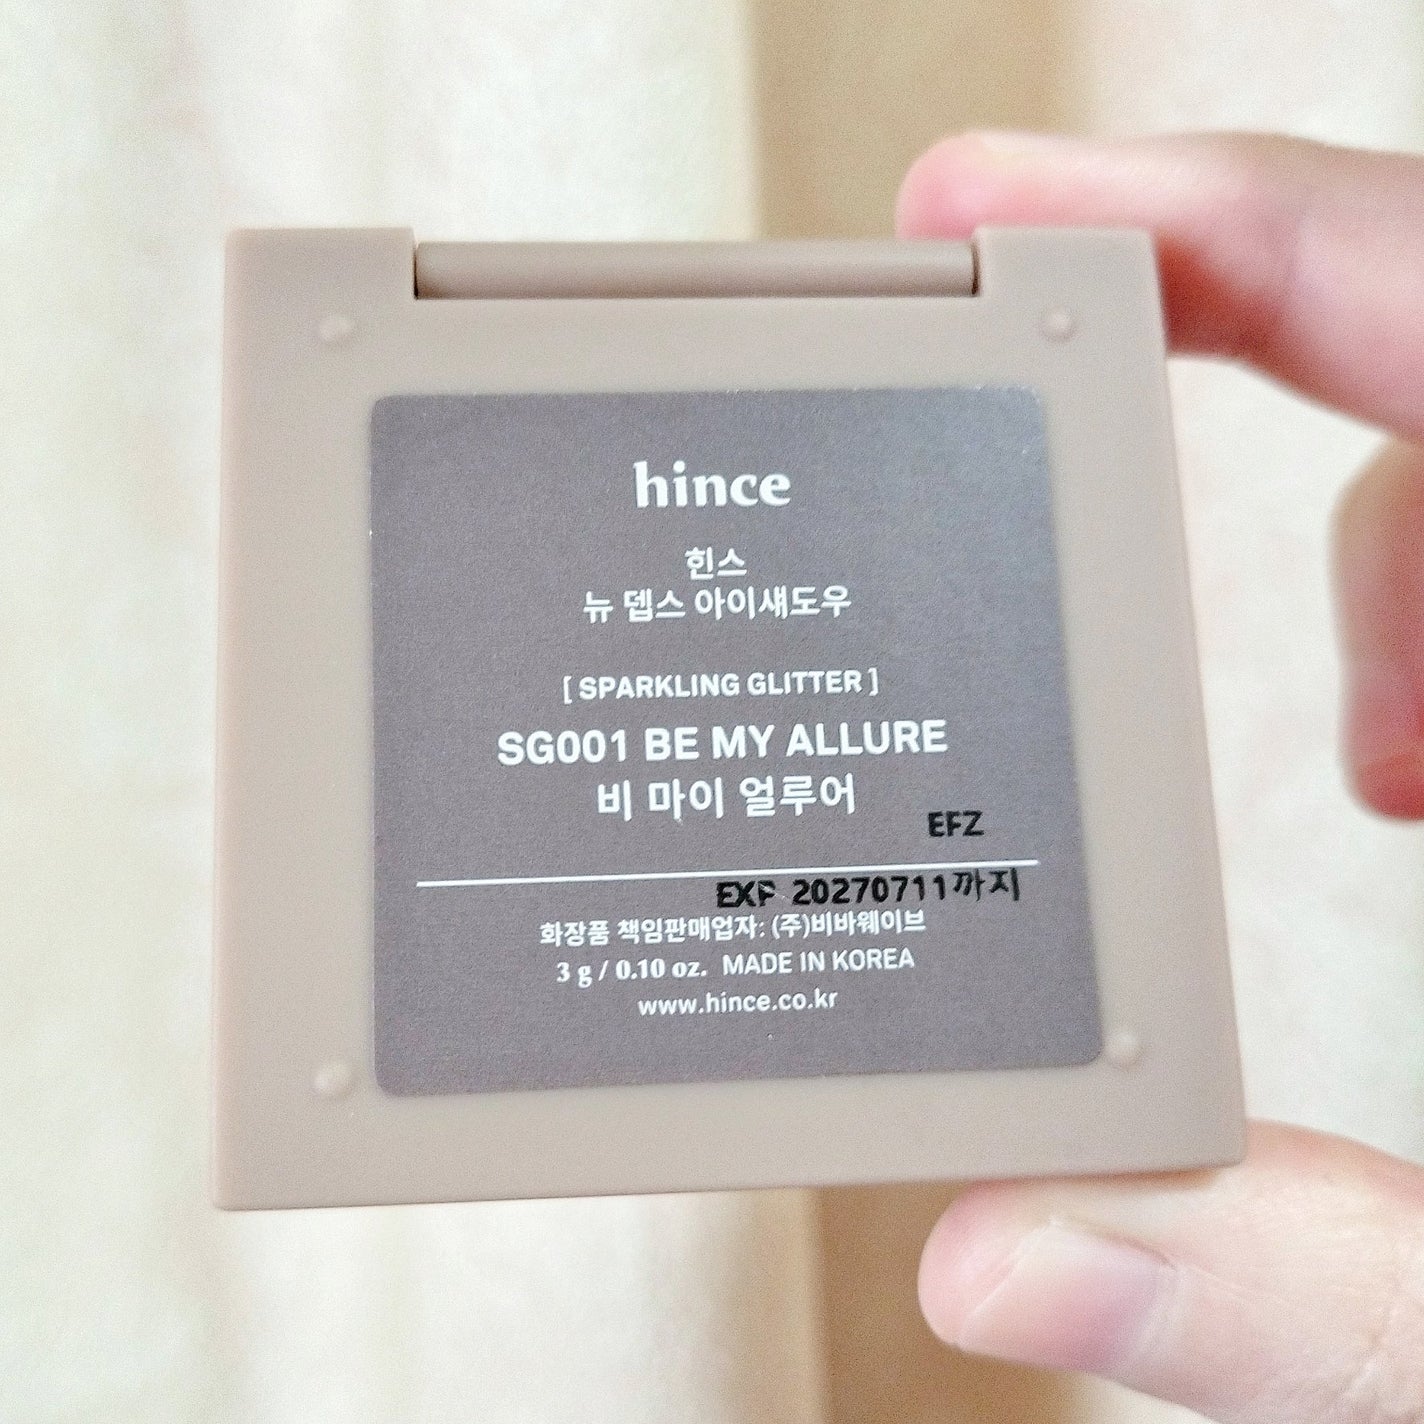 hince
힌스
뉴 뎁스 아이섀도우
[ SPARKLING GLITTER ]
SG001 BE MY ALLURE
비 마이 얼루어
EFZ
EXP 20270711까지
화장품 책임판매업자: (주)비바웨이브
3 g / 0.10 oz. MADE IN KOREA
www.hince.co.kr